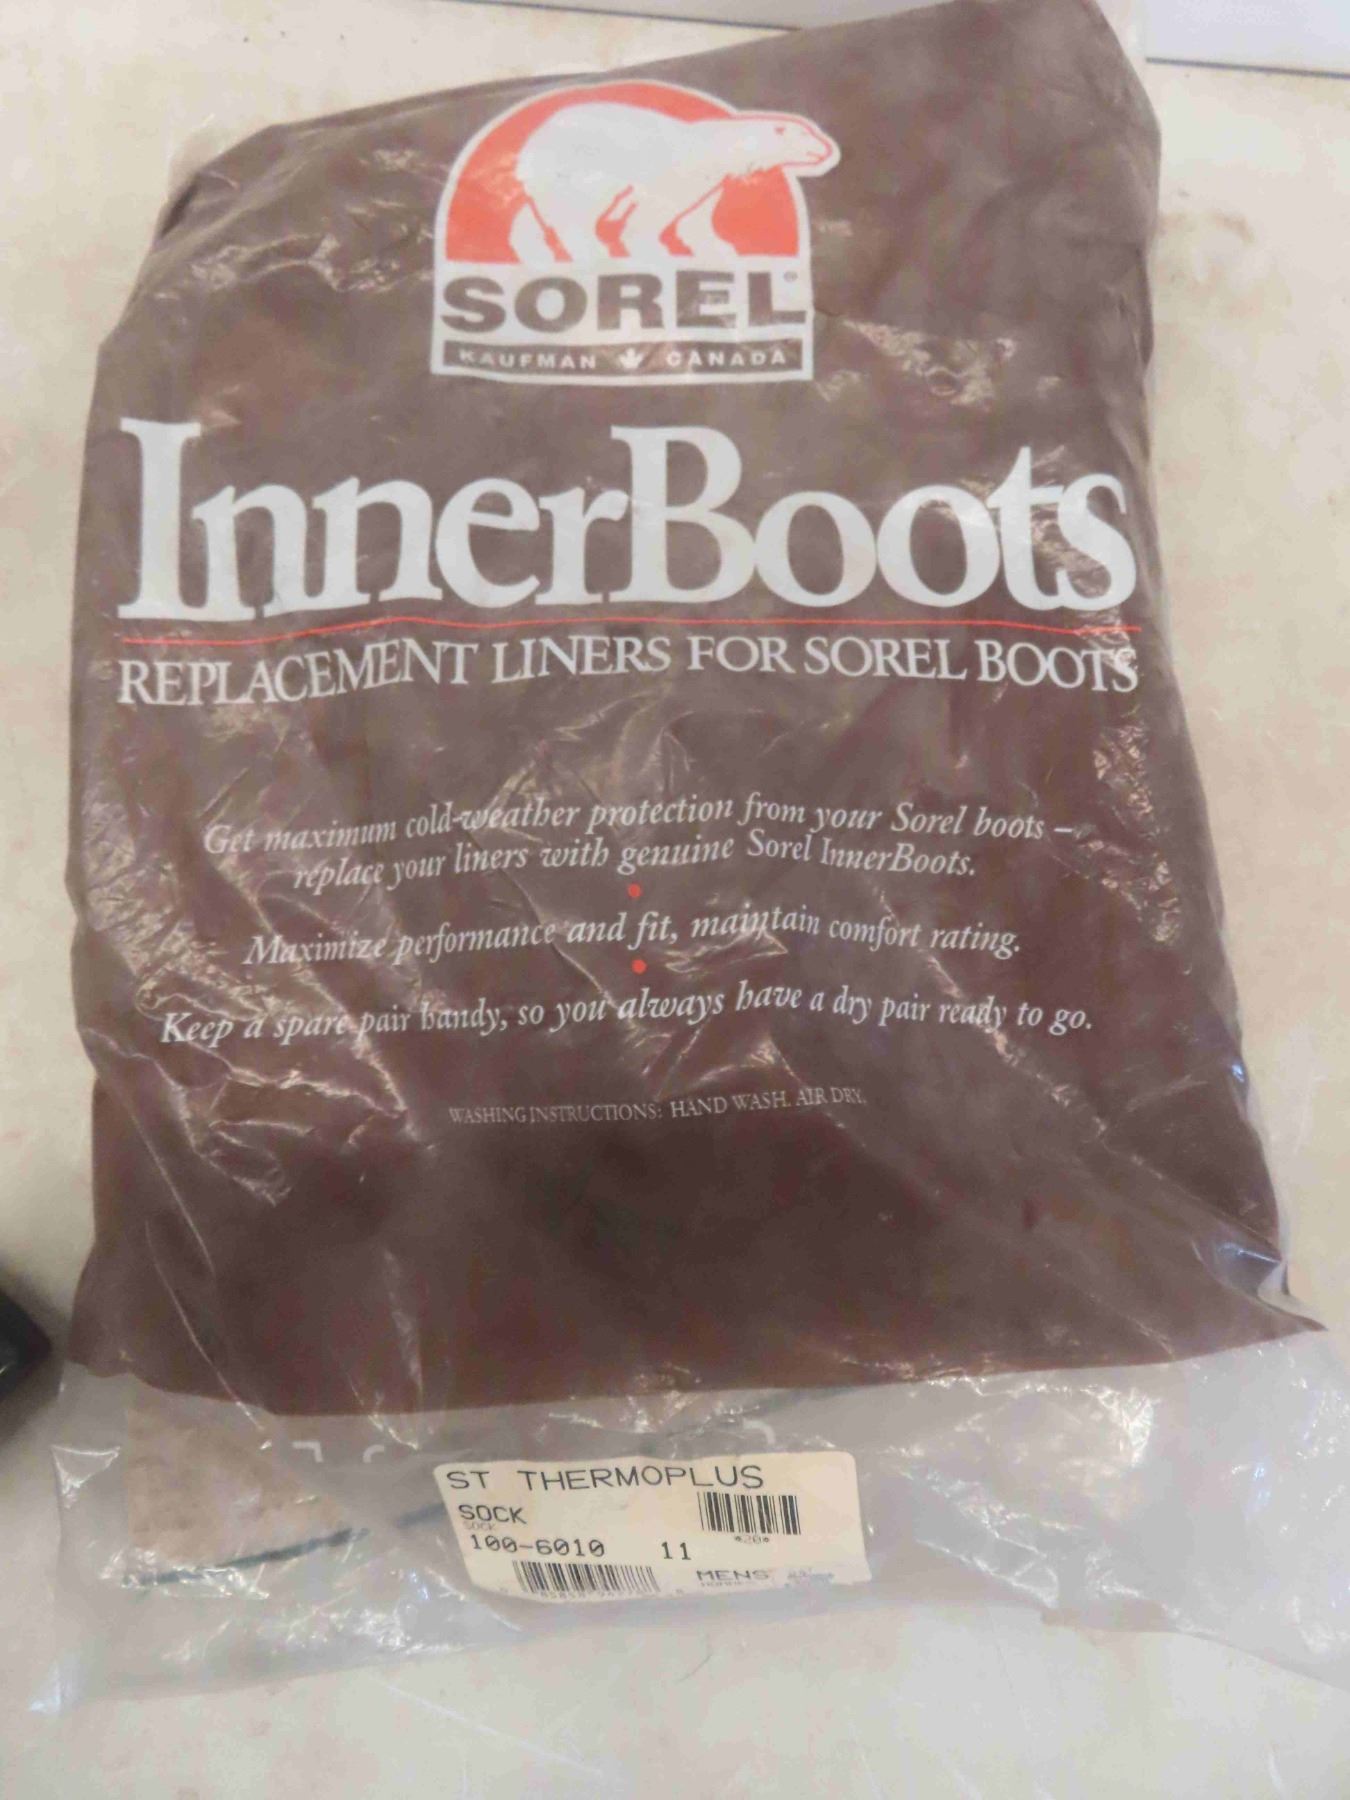 SOREL®
KAUFMAN CANADA
InnerBoots
REPLACEMENT LINERS FOR SOREL BOOTS
Get maximum cold-weather protection from your Sorel boots –
replace your liners with genuine Sorel InnerBoots.
Maximize performance and fit, maintain comfort rating.
Keep a spare pair handy, so you always have a dry pair ready to go.
WASHING INSTRUCTIONS: HAND WASH. AIR DRY.
ST THERMOPLUS
SOCK
SOCK
*20*
100-6010 11
MENS